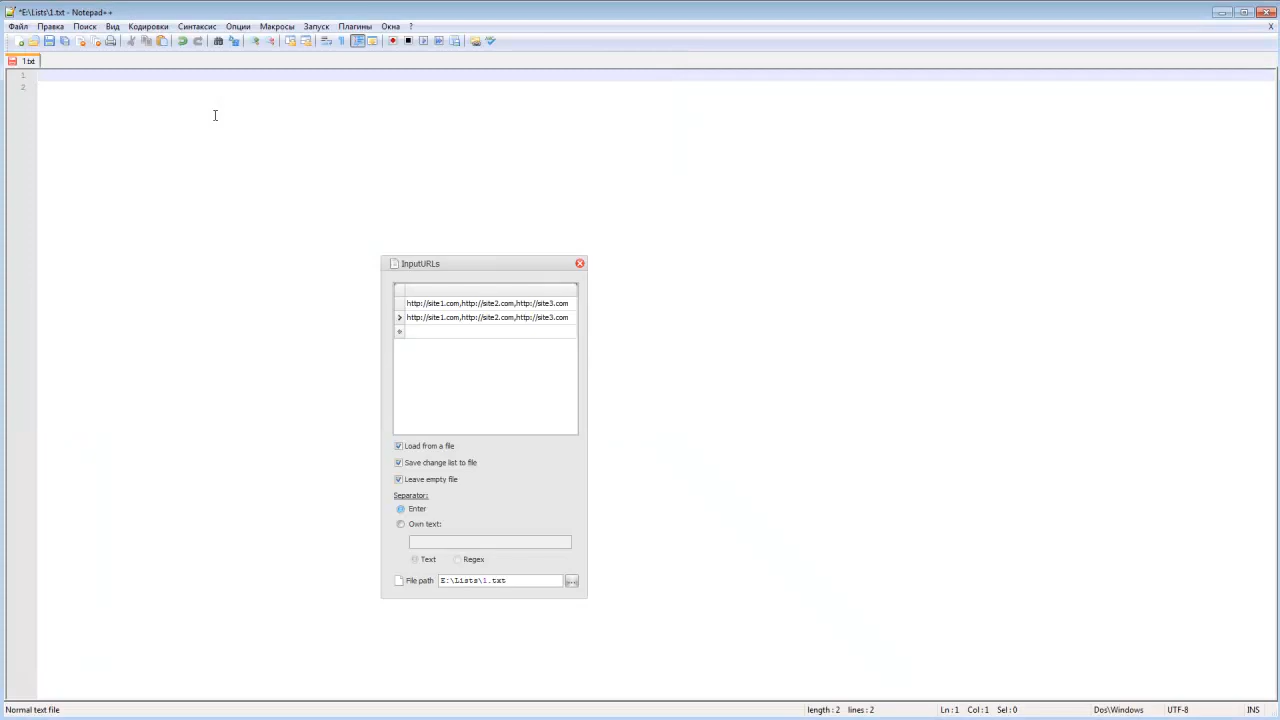 *E:\Lists\1.txt - Notepad++
Файл Правка Поиск Вид Кодировки Синтаксис Опции Макросы Запуск Плагины Окна ? X
1.txt
1
2
InputURLs
http://site1.com,http://site2.com,http://site3.com
http://site1.com,http://site2.com,http://site3.com
Load from a file
Save change list to file
Leave empty file
Separator:
Enter
Own text:
Text Regex
File path E:\Lists\1.txt ...
Normal text file length : 2 lines : 2 Ln : 1 Col : 1 Sel : 0 Dos\Windows UTF-8 INS